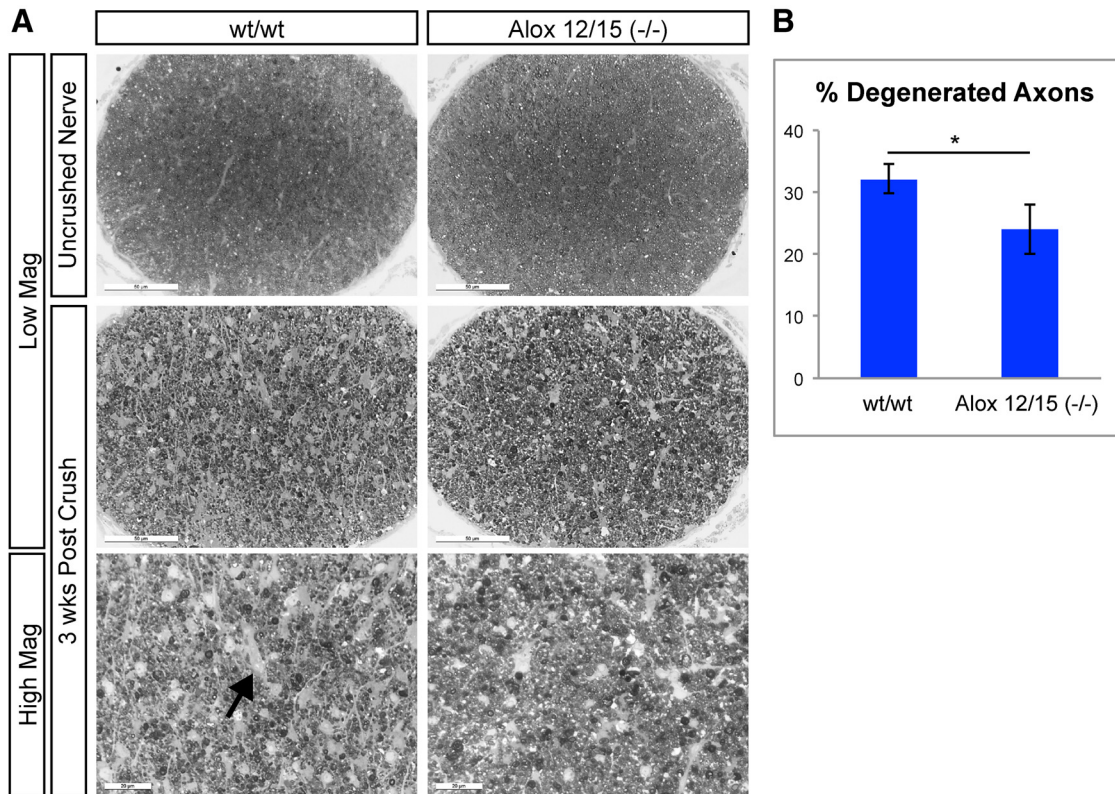 A
wt/wt
Alox 12/15 (-/-)
Low Mag
Uncrushed Nerve
50 µm
50 µm
3 wks Post Crush
50 µm
50 µm
High Mag
20 µm
20 µm
B
% Degenerated Axons
*
40
30
20
10
0
wt/wt
Alox 12/15 (-/-)